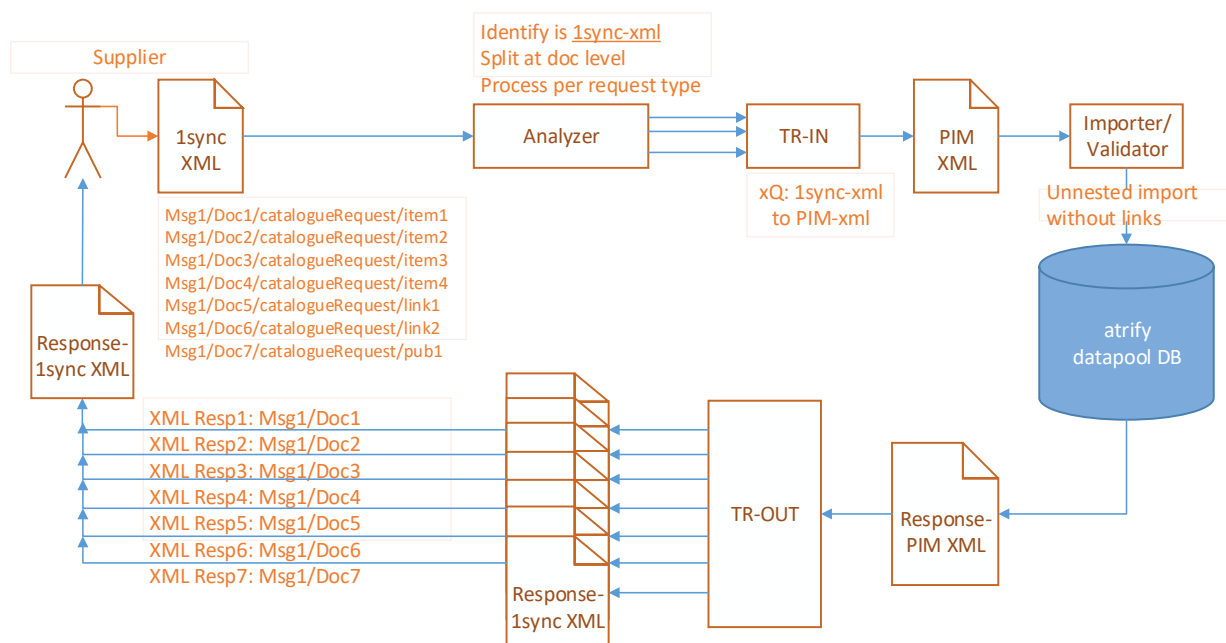 Supplier
Identify is 1sync-xml
Split at doc level
Process per request type
1sync
XML
Analyzer
TR-IN
PIM
XML
Importer/
Validator
xQ: 1sync-xml
to PIM-xml
Unnested import
without links
Msg1/Doc1/catalogueRequest/item1
Msg1/Doc2/catalogueRequest/item2
Msg1/Doc3/catalogueRequest/item3
Msg1/Doc4/catalogueRequest/item4
Msg1/Doc5/catalogueRequest/link1
Msg1/Doc6/catalogueRequest/link2
Msg1/Doc7/catalogueRequest/pub1
atrify
datapool DB
Response-
1sync XML
XML Resp1: Msg1/Doc1
XML Resp2: Msg1/Doc2
XML Resp3: Msg1/Doc3
XML Resp4: Msg1/Doc4
XML Resp5: Msg1/Doc5
XML Resp6: Msg1/Doc6
XML Resp7: Msg1/Doc7
Response-
1sync XML
TR-OUT
Response-
PIM XML